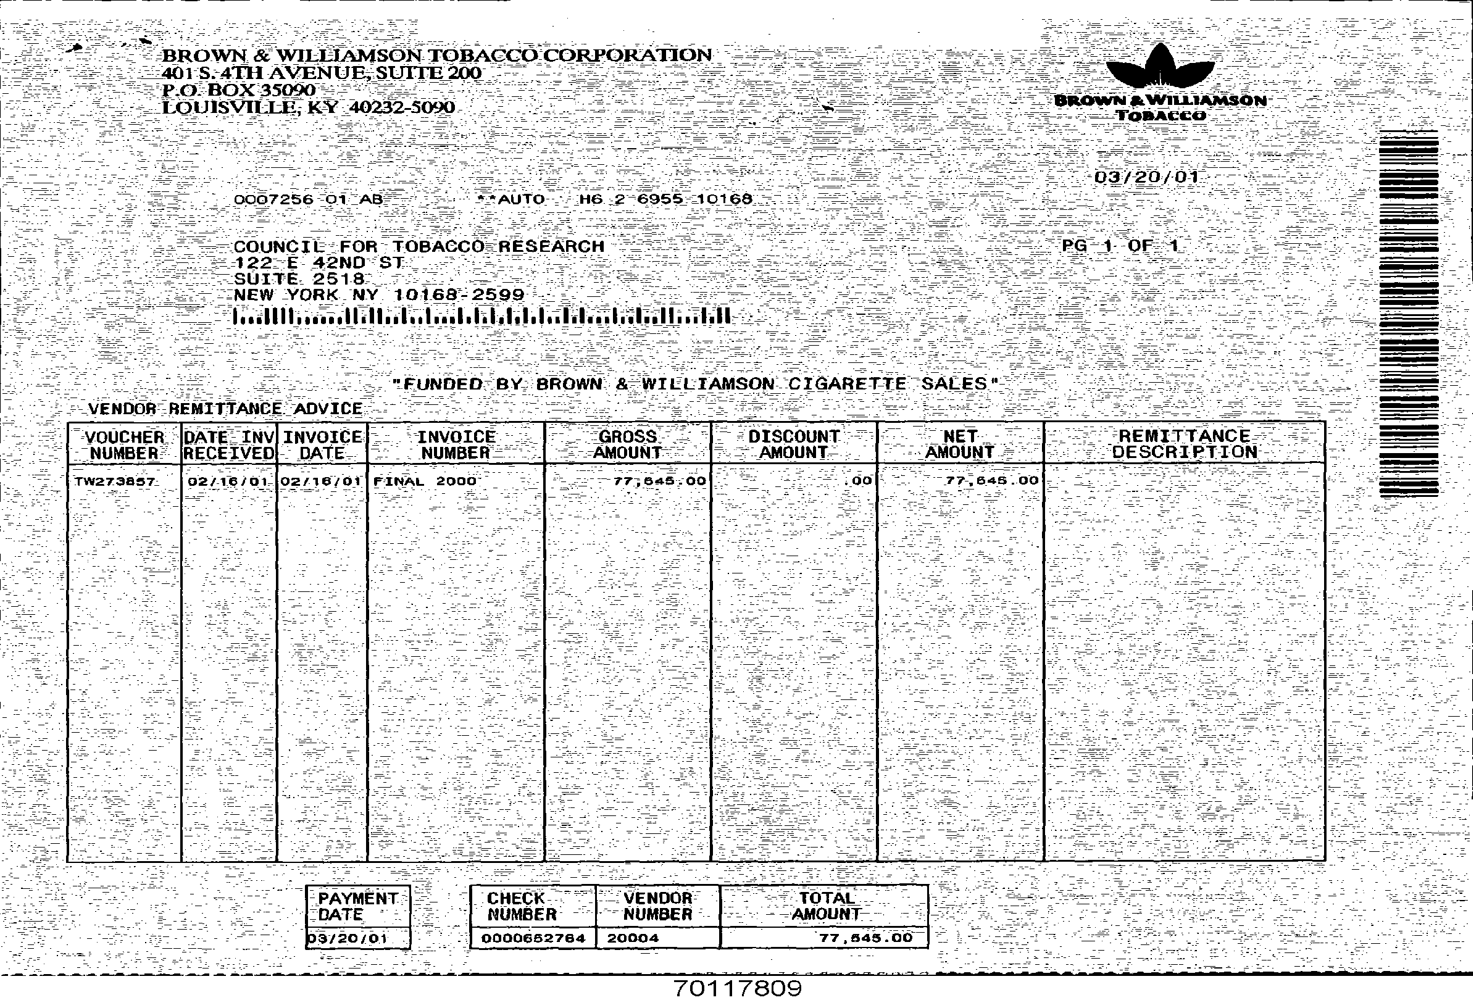 BROWN & WILLIAMSON TOBACCO CORPORATION
401 S. 4TH AVENUE, SUITE 200
P.O. BOX 35090
LOUISVILLE, KY 40232-5090
BROWN & WILLIAMSON
TOBACCO
03/20/01
0007256 01 AB **AUTO H6 2 6955 10168
COUNCIL FOR TOBACCO RESEARCH
122 E 42ND ST
SUITE 2518
NEW YORK NY 10168-2599
PG 1 OF 1
"FUNDED BY BROWN & WILLIAMSON CIGARETTE SALES"
VENDOR REMITTANCE ADVICE
VOUCHER NUMBER DATE INV RECEIVED INVOICE DATE INVOICE NUMBER GROSS AMOUNT DISCOUNT AMOUNT NET AMOUNT REMITTANCE DESCRIPTION
TW273857 02/16/01 02/16/01 FINAL 2000 77,545.00 .00 77,545.00
PAYMENT DATE
03/20/01
CHECK NUMBER VENDOR NUMBER TOTAL AMOUNT
0000652764 20004 77,545.00
70117809